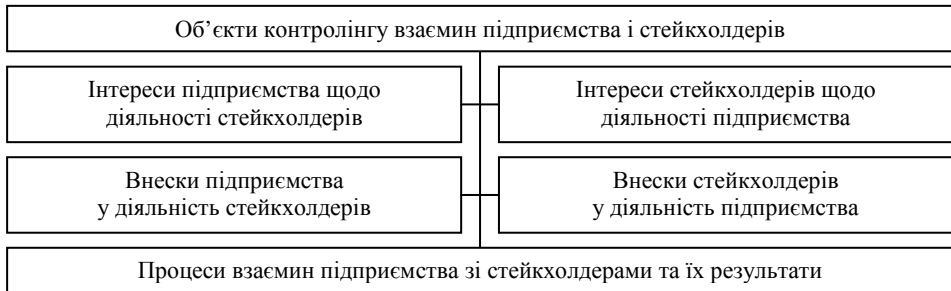 Об’єкти контролінгу взаємин підприємства і стейкхолдерів
Інтереси підприємства щодо
діяльності стейкхолдерів
Інтереси стейкхолдерів щодо
діяльності підприємства
Внески підприємства
у діяльність стейкхолдерів
Внески стейкхолдерів
у діяльність підприємства
Процеси взаємин підприємства зі стейкхолдерами та їх результати